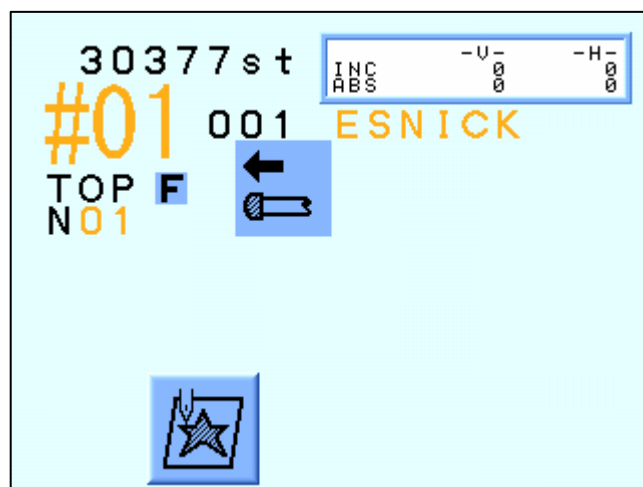 30377st
-V- -H-
INC 0 0
ABS 0 0
#01 001 ESNICK
TOP F
N01